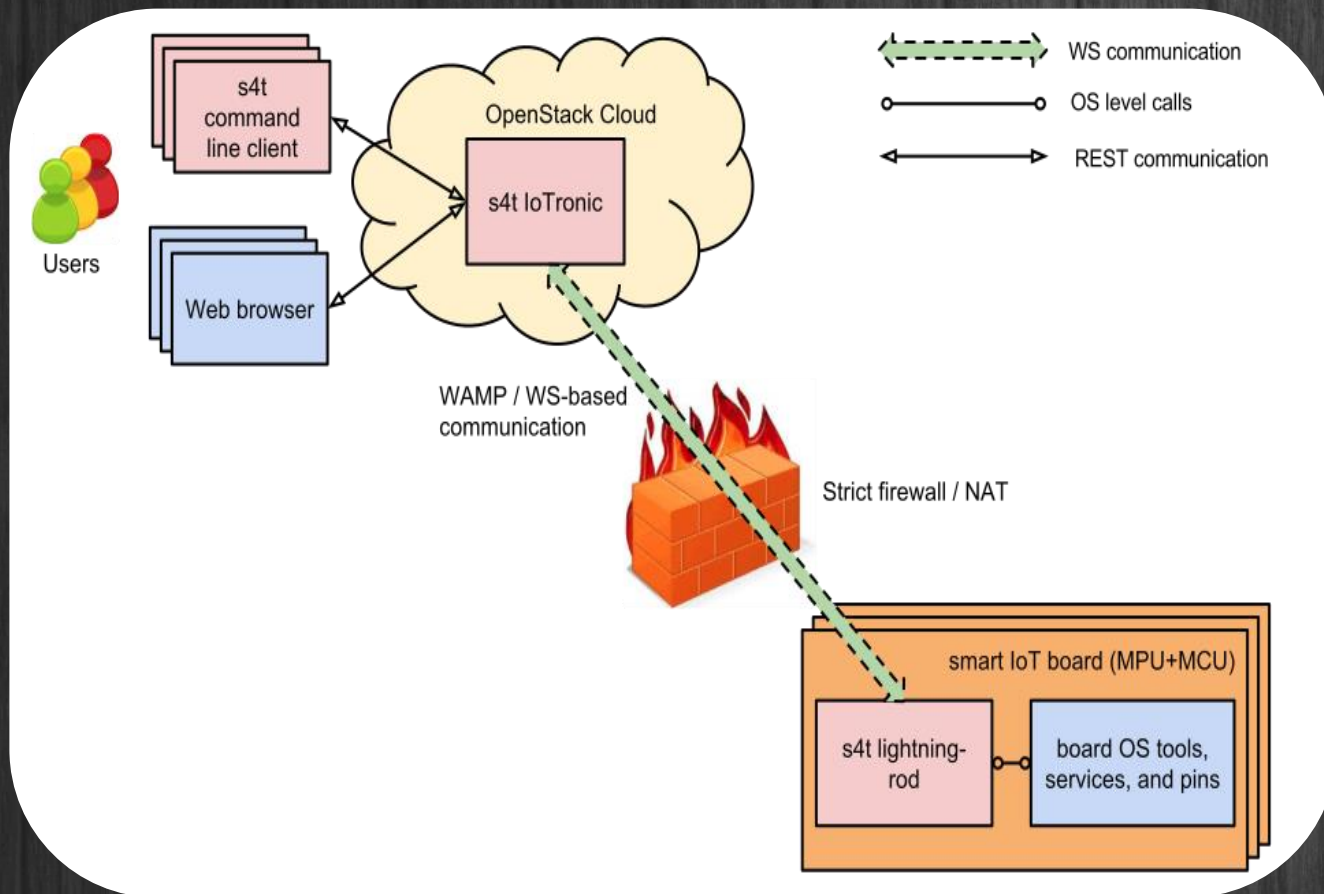 s4t
command
line client
Users
Web browser
OpenStack Cloud
s4t IoTronic
WS communication
OS level calls
REST communication
WAMP / WS-based
communication
Strict firewall / NAT
smart IoT board (MPU+MCU)
s4t lightning-
rod
board OS tools,
services, and pins